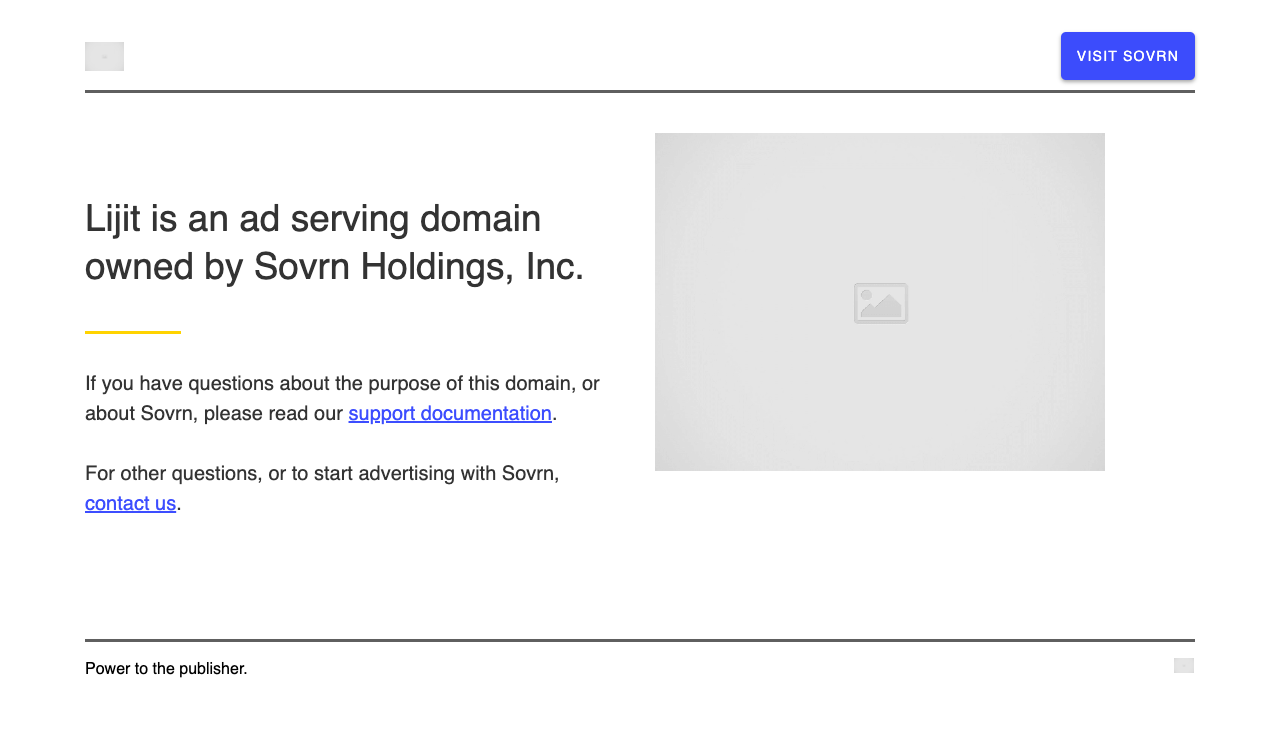 VISIT SOVRN
Lijit is an ad serving domain
owned by Sovrn Holdings, Inc.
If you have questions about the purpose of this domain, or
about Sovrn, please read our support documentation.
For other questions, or to start advertising with Sovrn,
contact us.
Power to the publisher.